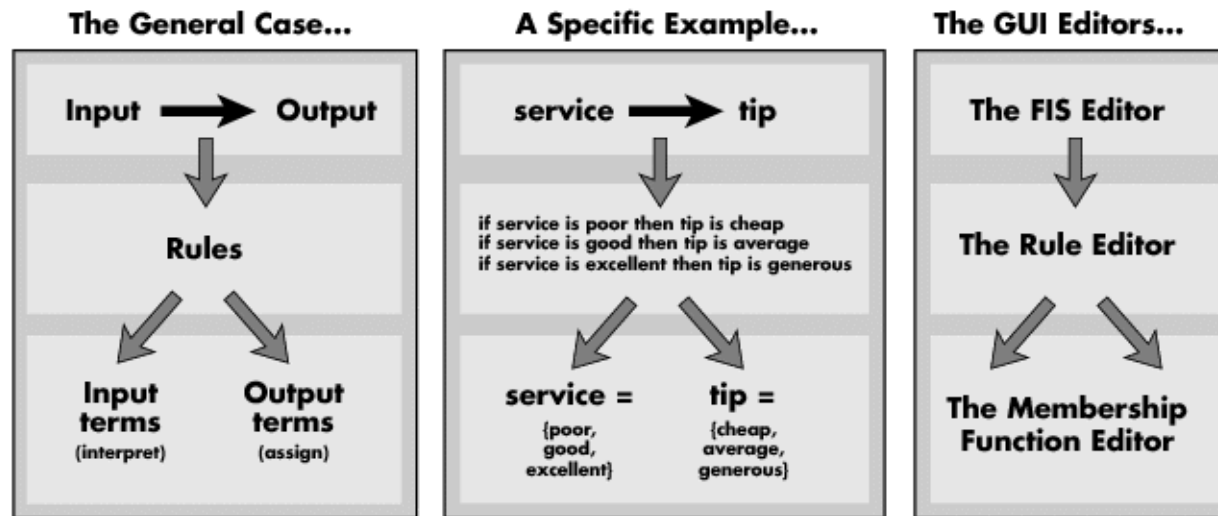 The General Case...
Input Output
Rules
Input
terms
(interpret)
Output
terms
(assign)
A Specific Example...
service tip
if service is poor then tip is cheap
if service is good then tip is average
if service is excellent then tip is generous
service =
{poor,
good,
excellent}
tip =
{cheap,
average,
generous}
The GUI Editors...
The FIS Editor
The Rule Editor
The Membership
Function Editor